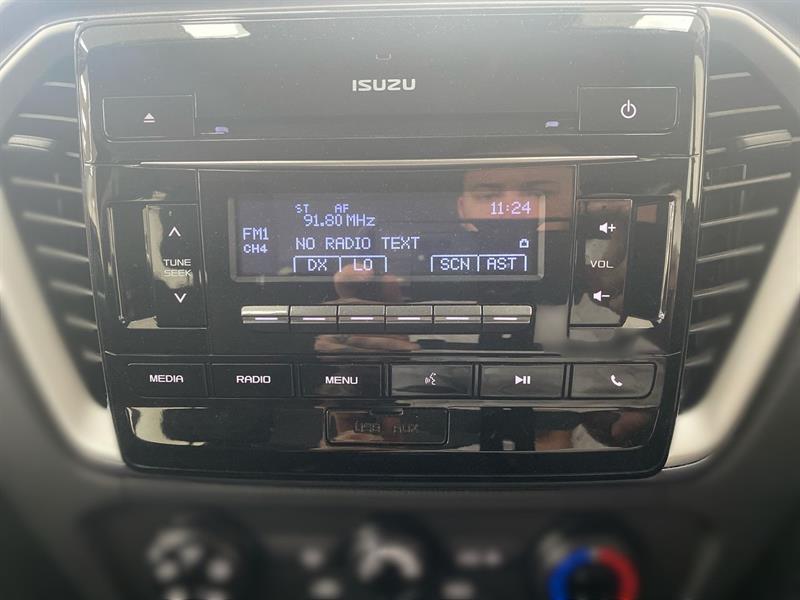 ISUZU
ST AF
11:24
91.80 MHz
FM1
CH4
NO RADIO TEXT
DX LO SCN AST
TUNE
SEEK
VOL
MEDIA RADIO MENU
USB AUX